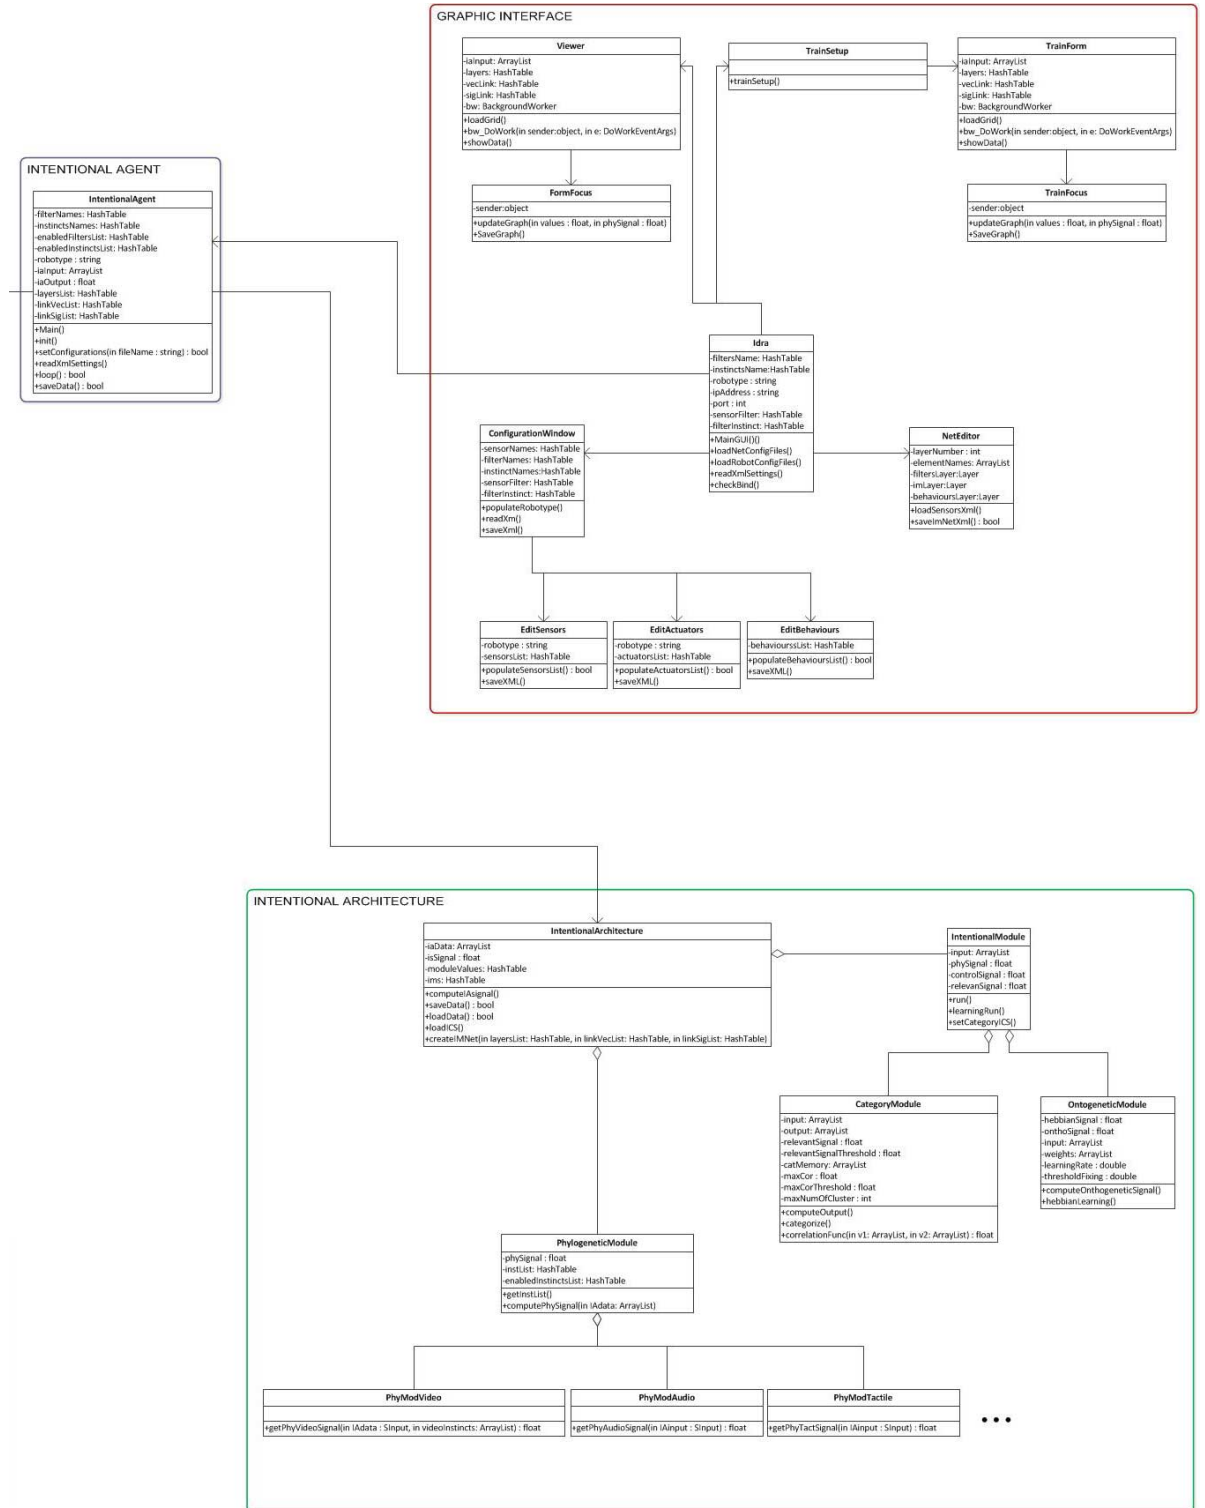 GRAPHIC INTERFACE
Viewer
-iaInput: ArrayList
-layers: HashTable
-vecLink: HashTable
-sigLink: HashTable
-bw: BackgroundWorker
+loadGrid()
+bw_DoWork(in sender:object, in e: DoWorkEventArgs)
+showData()
TrainSetup
+trainSetup()
TrainForm
-iaInput: ArrayList
-layers: HashTable
-vecLink: HashTable
-sigLink: HashTable
-bw: BackgroundWorker
+loadGrid()
+bw_DoWork(in sender:object, in e: DoWorkEventArgs)
+showData()
FormFocus
-sender:object
+updateGraph(in values : float, in phySignal : float)
+SaveGraph()
TrainFocus
-sender:object
+updateGraph(in values : float, in phySignal : float)
+SaveGraph()
INTENTIONAL AGENT
IntentionalAgent
-filterNames: HashTable
-instinctsNames: HashTable
-enabledFiltersList: HashTable
-enabledInstinctsList: HashTable
-robotype : string
-iaInput: ArrayList
-iaOutput : float
-layersList: HashTable
-linkVecList: HashTable
-linkSigList: HashTable
+Main()
+init()
+setConfigurations(in fileName : string) : bool
+readXmlSettings()
+loop() : bool
+saveData() : bool
Idra
-filtersName: HashTable
-instinctsName:HashTable
-robotype : string
-ipAddress : string
-port : int
-sensorFilter: HashTable
-filterInstinct: HashTable
+MainGUI()()
+loadNetConfigFiles()
+loadRobotConfigFiles()
+readXmlSettings()
+checkBind()
ConfigurationWindow
-sensorNames: HashTable
-filterNames: HashTable
-instinctNames:HashTable
-sensorFilter: HashTable
-filterInstinct: HashTable
+populateRobotype()
+readXm()
+saveXml()
NetEditor
-layerNumber : int
-elementNames: ArrayList
-filtersLayer:Layer
-imLayer:Layer
-behavioursLayer:Layer
+loadSensorsXml()
+saveImNetXml() : bool
EditSensors
-robotype : string
-sensorsList: HashTable
+populateSensorsList() : bool
+saveXML()
EditActuators
-robotype : string
-actuatorsList: HashTable
+populateActuatorsList() : bool
+saveXML()
EditBehaviours
-behaviourssList: HashTable
+populateBehavioursList() : bool
+saveXML()
INTENTIONAL ARCHITECTURE
IntentionalArchitecture
-iaData: ArrayList
-isSignal : float
-moduleValues: HashTable
-ims: HashTable
+computeIAsignal()
+saveData() : bool
+loadData() : bool
+loadICS()
+createIMNet(in layersList: HashTable, in linkVecList: HashTable, in linkSigList: HashTable)
IntentionalModule
-input: ArrayList
-phySignal : float
-controlSignal : float
-relevanSignal : float
+run()
+learningRun()
+setCategoryICS()
CategoryModule
-input: ArrayList
-output: ArrayList
-relevantSignal : float
-relevantSignalThreshold : float
-catMemory: ArrayList
-maxCor : float
-maxCorThreshold : float
-maxNumOfCluster : int
+computeOutput()
+categorize()
+correlationFunc(in v1: ArrayList, in v2: ArrayList) : float
OntogeneticModule
-hebbianSignal : float
-onthoSignal : float
-input: ArrayList
-weights: ArrayList
-learningRate : double
-thresholdFixing : double
+computeOnthogeneticSignal()
+hebbianLearning()
PhylogeneticModule
-phySignal : float
-instList: HashTable
-enabledInstinctsList: HashTable
+getInstList()
+computePhySignal(in IAdata: ArrayList)
PhyModVideo
+getPhyVideoSignal(in IAdata : SInput, in videoInstincts: ArrayList) : float
PhyModAudio
+getPhyAudioSignal(in IAinput : SInput) : float
PhyModTactile
+getPhyTactSignal(in IAinput : SInput) : float
•••